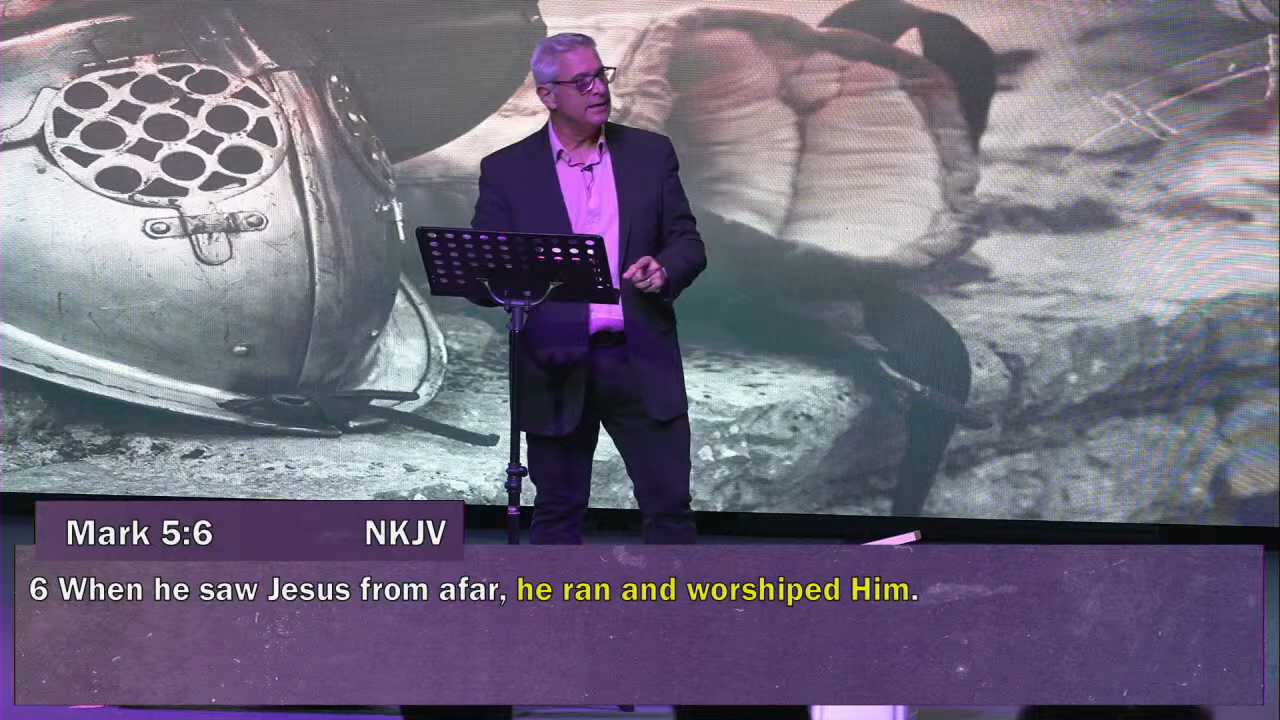 Mark 5:6 NKJV
6 When he saw Jesus from afar, he ran and worshiped Him.